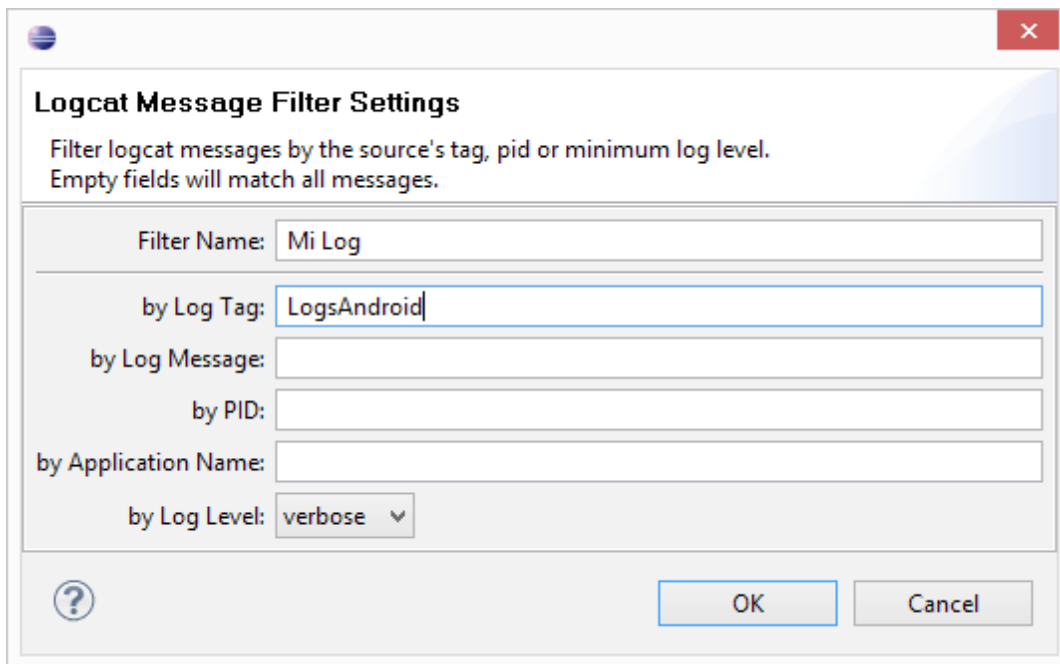 Logcat Message Filter Settings
Filter logcat messages by the source's tag, pid or minimum log level.
Empty fields will match all messages.
Filter Name: Mi Log
by Log Tag: LogsAndroid
by Log Message:
by PID:
by Application Name:
by Log Level: verbose
? OK Cancel